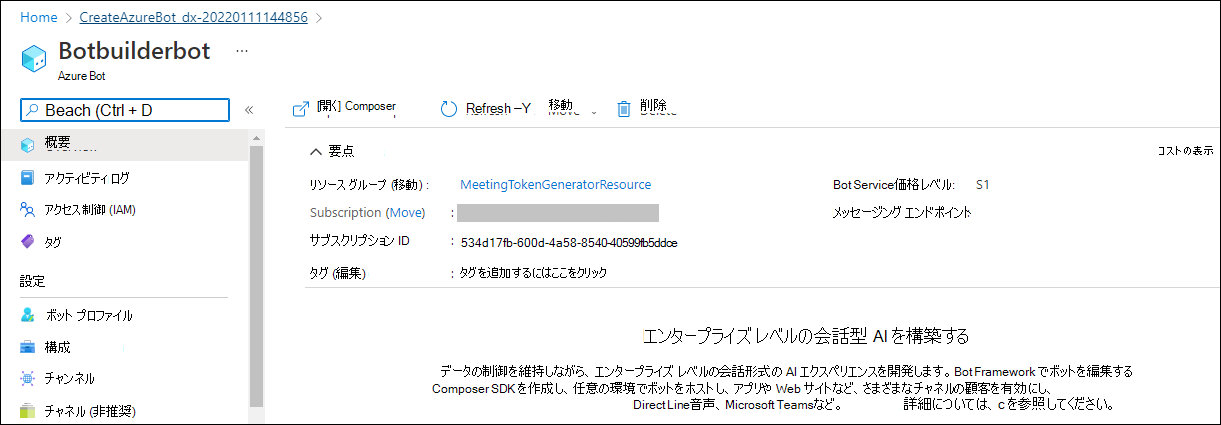 Home > CreateAzureBot_dx-20220111144856 >
Botbuilderbot ...
Azure Bot
Beach (Ctrl + D «
[開く] Composer Refresh –Y 移動 Move 削除 Delete
概要
アクティビティ ログ
アクセス制御 (IAM)
タグ
設定
ボット プロファイル
構成
チャンネル
チャネル (非推奨)
要点 コストの表示
リソース グループ (移動) : MeetingTokenGeneratorResource Bot Service価格レベル: S1
Subscription (Move) : メッセージング エンドポイント
サブスクリプション ID : 534d17fb-600d-4a58-8540-40599fb5ddce
タグ (編集) : タグを追加するにはここをクリック
エンタープライズ レベルの会話型 AI を構築する
データの制御を維持しながら、エンタープライズ レベルの会話形式の AI エクスペリエンスを開発します。Bot Framework でボットを編集する
Composer SDK を作成し、任意の環境でボットをホストし、アプリや Web サイトなど、さまざまなチャネルの顧客を有効にし、
Direct Line音声、Microsoft Teamsなど。 詳細については、c を参照してください。